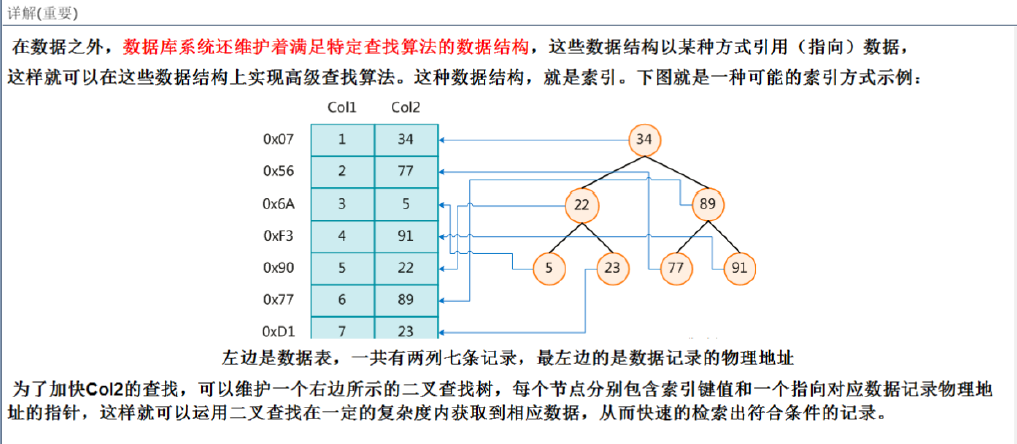 详解(重要)
在数据之外，数据库系统还维护着满足特定查找算法的数据结构，这些数据结构以某种方式引用（指向）数据，
这样就可以在这些数据结构上实现高级查找算法。这种数据结构，就是索引。下图就是一种可能的索引方式示例：
Col1 Col2
0x07 1 34 34
0x56 2 77
0x6A 3 5 22 89
0xF3 4 91
0x90 5 22 5 23 77 91
0x77 6 89
0xD1 7 23
左边是数据表，一共有两列七条记录，最左边的是数据记录的物理地址
为了加快Col2的查找，可以维护一个右边所示的二叉查找树，每个节点分别包含索引键值和一个指向对应数据记录物理地
址的指针，这样就可以运用二叉查找在一定的复杂度内获取到相应数据，从而快速的检索出符合条件的记录。